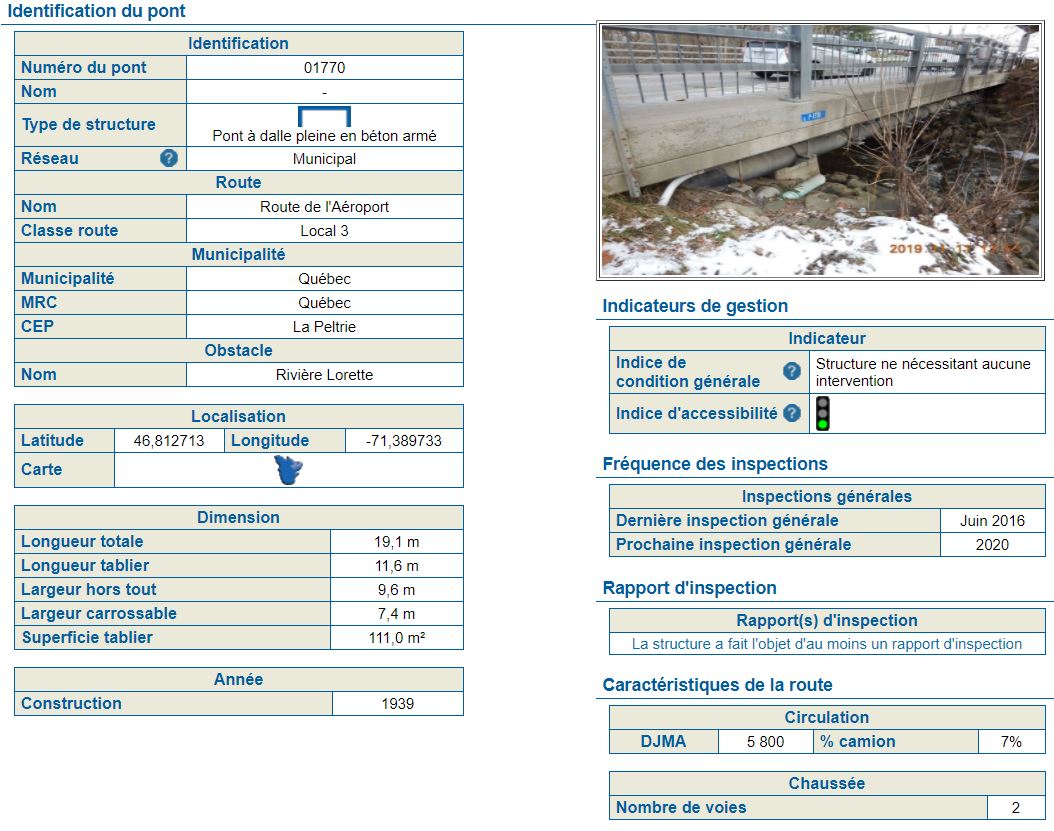 Identification du pont
Identification
Numéro du pont 01770
Nom -
Type de structure Pont à dalle pleine en béton armé
Réseau ? Municipal
Route
Nom Route de l'Aéroport
Classe route Local 3
Municipalité
Municipalité Québec
MRC Québec
CEP La Peltrie
Obstacle
Nom Rivière Lorette
Localisation
Latitude 46,812713 Longitude -71,389733
Carte
Dimension
Longueur totale 19,1 m
Longueur tablier 11,6 m
Largeur hors tout 9,6 m
Largeur carrossable 7,4 m
Superficie tablier 111,0 m²
Année
Construction 1939
2019
Indicateurs de gestion
Indicateur
Indice de
condition générale ? Structure ne nécessitant aucune
intervention
Indice d'accessibilité ?
Fréquence des inspections
Inspections générales
Dernière inspection générale Juin 2016
Prochaine inspection générale 2020
Rapport d'inspection
Rapport(s) d'inspection
La structure a fait l'objet d'au moins un rapport d'inspection
Caractéristiques de la route
Circulation
DJMA 5 800 % camion 7%
Chaussée
Nombre de voies 2